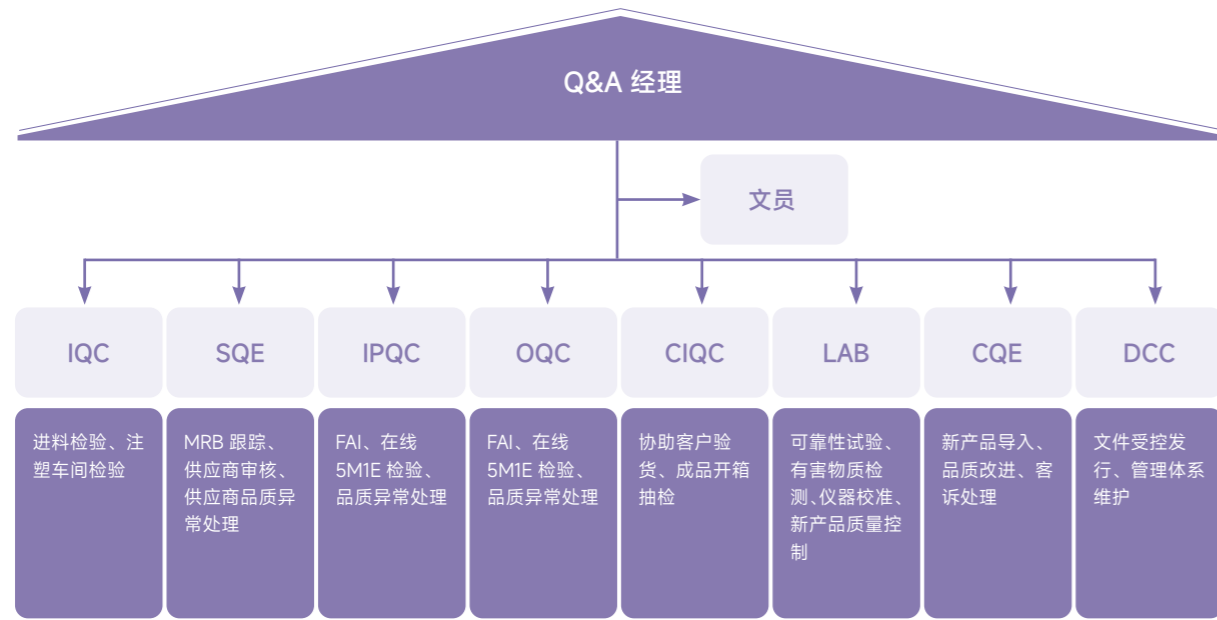 Q&A 经理
文员
IQC
SQE
IPQC
OQC
CIQC
LAB
CQE
DCC
进料检验、注
塑车间检验
MRB 跟踪、
供应商审核、
供应商品质异
常处理
FAI、在线
5M1E 检验、
品质异常处理
FAI、在线
5M1E 检验、
品质异常处理
协助客户验
货、成品开箱
抽检
可靠性试验、
有害物质检
测、仪器校准、
新产品质量控
制
新产品导入、
品质改进、客
诉处理
文件受控发
行、管理体系
维护